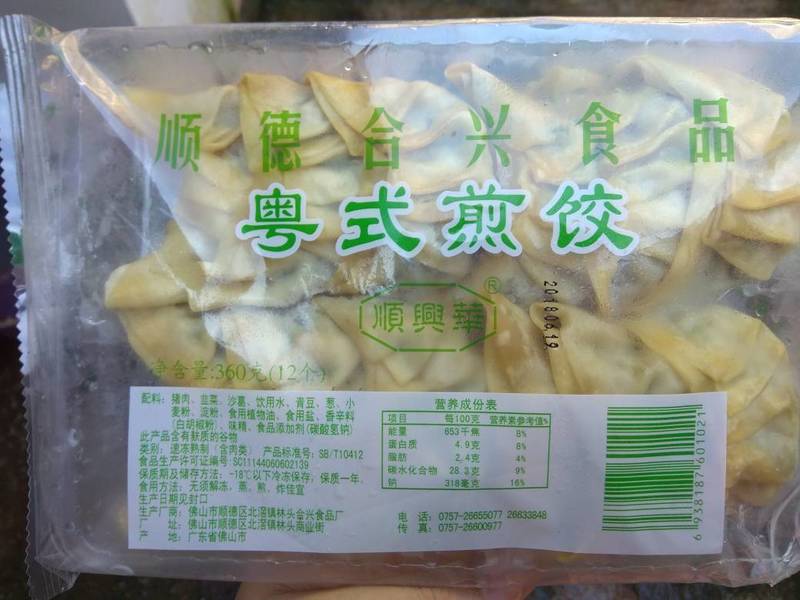 顺德合兴食品
粤式煎饺
順興華®
20180619
净含量:360克(12个)
配料: 猪肉、韭菜、沙葛、饮用水、青豆、葱、小
麦粉、淀粉、食用植物油、食用盐、香辛料
(白胡椒粉)、味精、食品添加剂(碳酸氢钠)
此产品含有麸质的谷物
类别: 速冻熟制(含肉类) 产品标准号: SB/T10412
食品生产许可证编号 SC11144060602139
保质期及储存方法: -18℃以下冷冻保存, 保质一年.
食用方法: 无须解冻, 蒸、煎、炸佳宜
生产日期见封口
生产厂商: 佛山市顺德区北滘镇林头合兴食品厂
厂 址: 佛山市顺德区北滘镇林头商业街
产 地: 广东省佛山市
营养成份表
项目 每100克 营养素参考值%
能量 653千焦 8%
蛋白质 4.9克 8%
脂肪 2.4克 4%
碳水化合物 28.3克 9%
钠 318毫克 16%
电 话: 0757-26655077 26633848
传 真: 0757-26600977
6 938187 601021